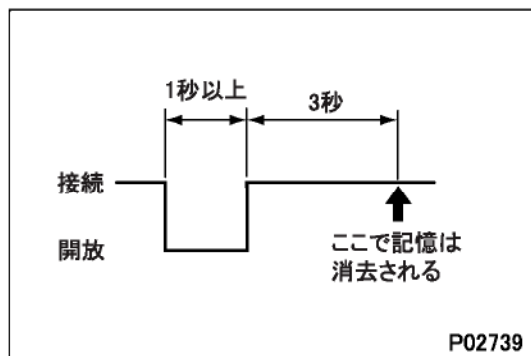 1秒以上
3秒
接続
開放
ここで記憶は
消去される
P02739